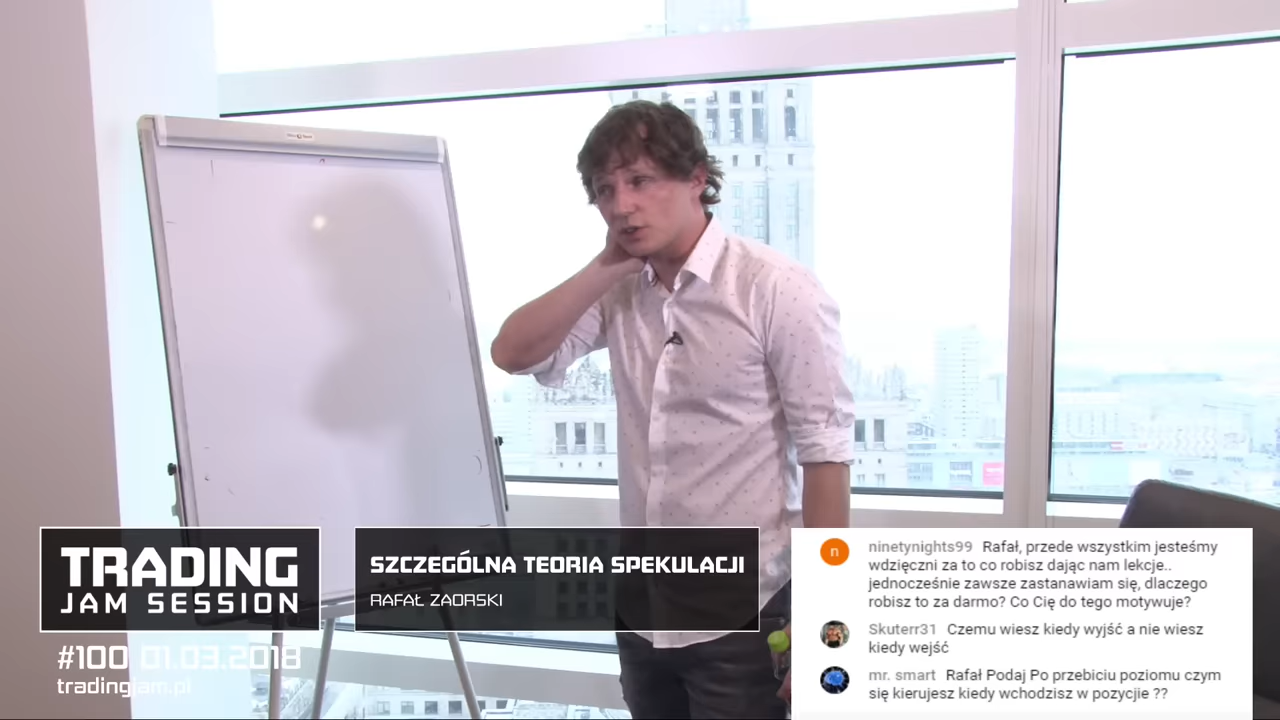 TRADING
JAM SESSION
#100 01.03.2018
tradingjam.pl
SZCZEGÓLNA TEORIA SPEKULACJI
RAFAŁ ZAORSKI
n
ninetynights99 Rafał, przede wszystkim jesteśmy
wdzięczni za to co robisz dając nam lekcje..
jednocześnie zawsze zastanawiam się, dlaczego
robisz to za darmo? Co Cię do tego motywuje?
Skuterr31 Czemu wiesz kiedy wyjść a nie wiesz
kiedy wejść
mr. smart Rafał Podaj Po przebiciu poziomu czym
się kierujesz kiedy wchodzisz w pozycjie ??